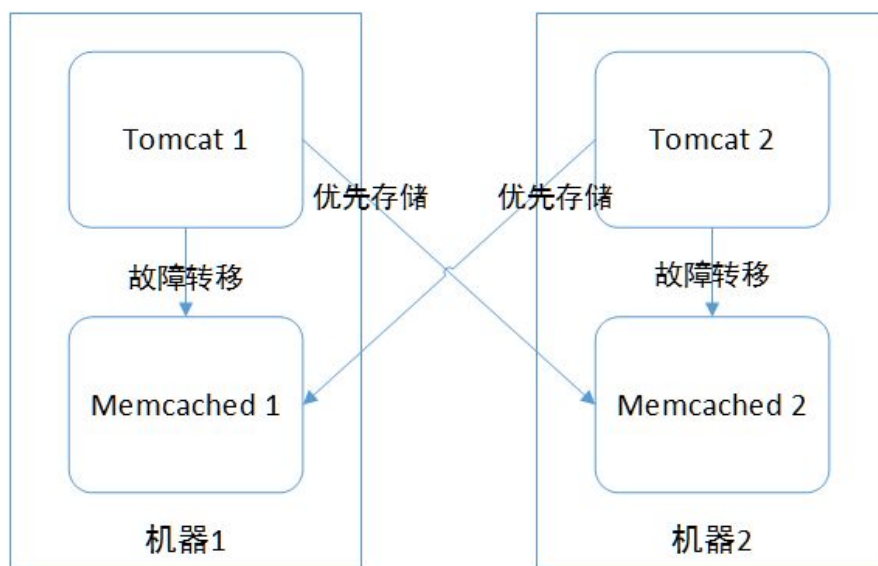 Tomcat 1
Tomcat 2
优先存储
优先存储
故障转移
故障转移
Memcached 1
Memcached 2
机器1
机器2